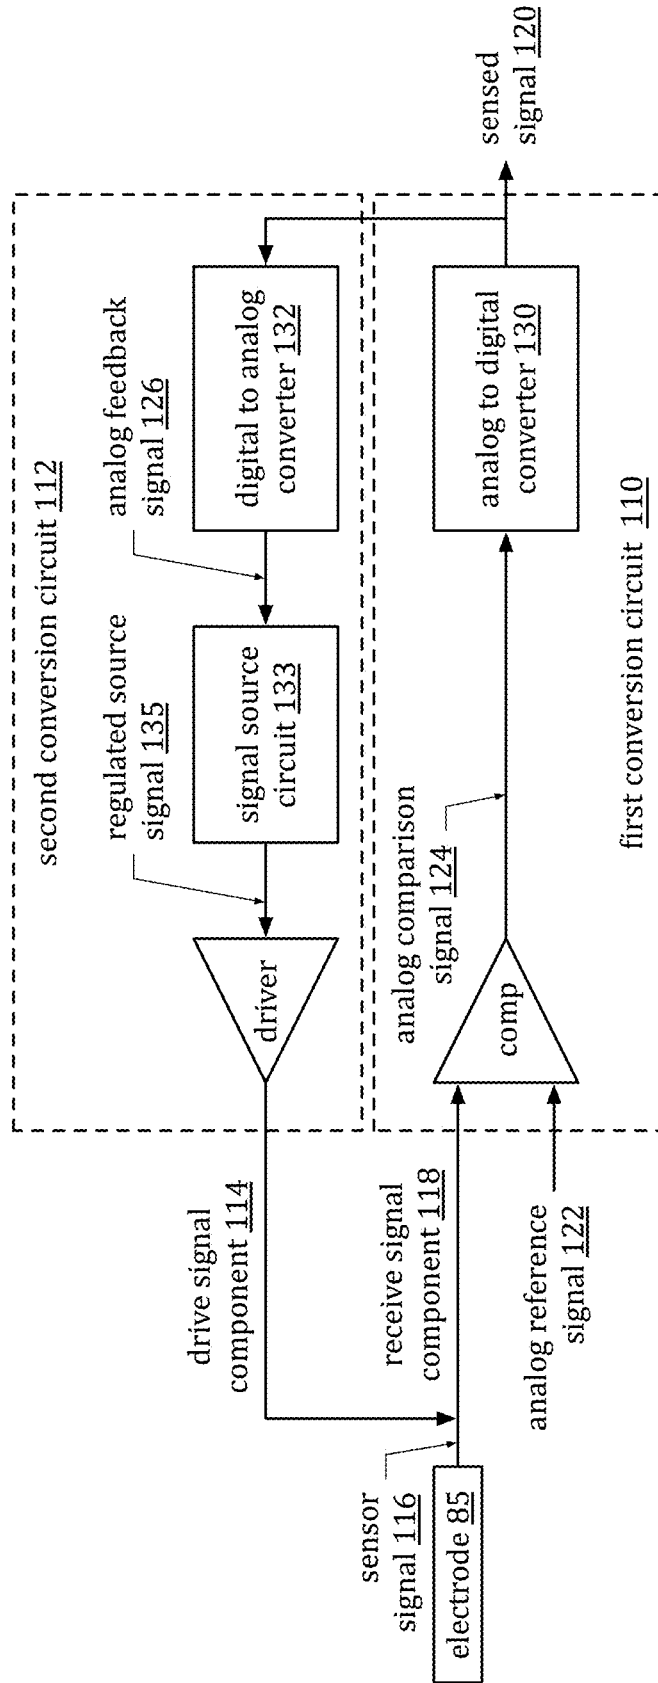 second conversion circuit 112
regulated source
signal 135
analog feedback
signal 126
drive signal
component 114
driver
signal source
circuit 133
digital to analog
converter 132
sensor
signal 116
electrode 85
receive signal
component 118
analog reference
signal 122
comp
analog comparison
signal 124
analog to digital
converter 130
sensed
signal 120
first conversion circuit 110